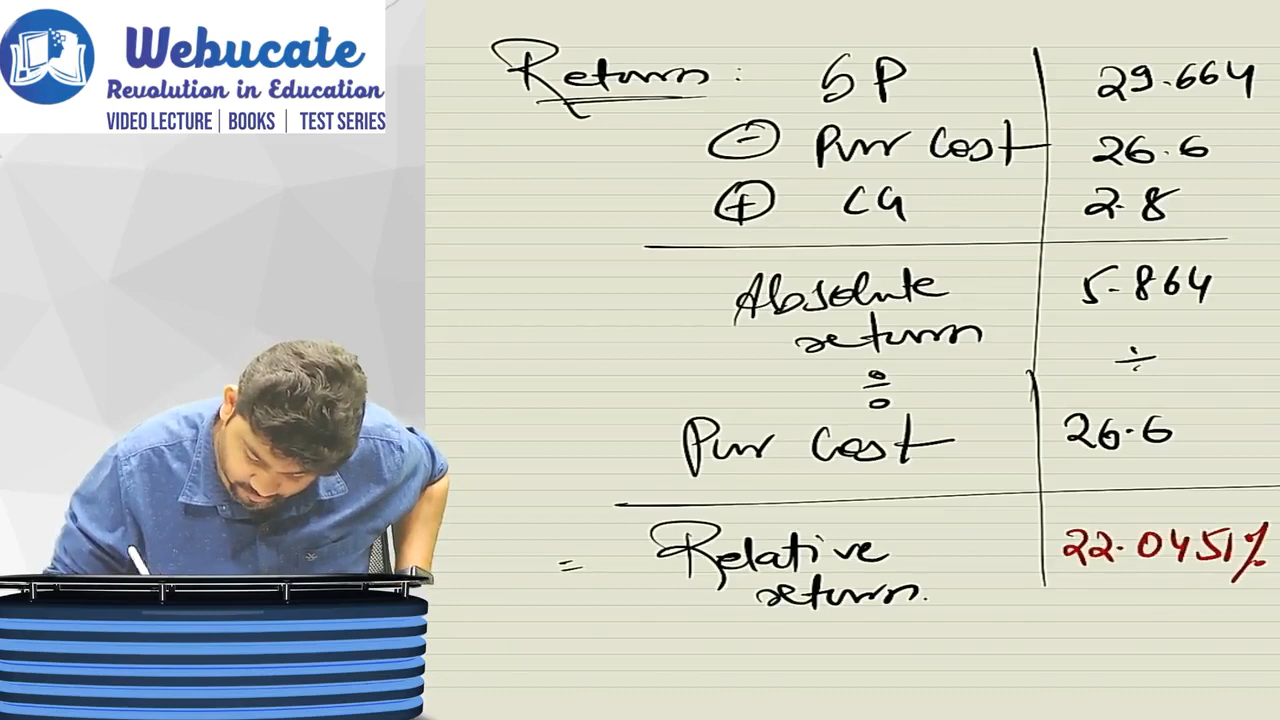 Webucate
Revolution in Education
VIDEO LECTURE | BOOKS | TEST SERIES
Return : SP 29.664
(-) Pur Cost 26.6
(+) CG 2.8
Absolute return 5.864
÷ ÷
Pur Cost 26.6
= Relative return. 22.0451%